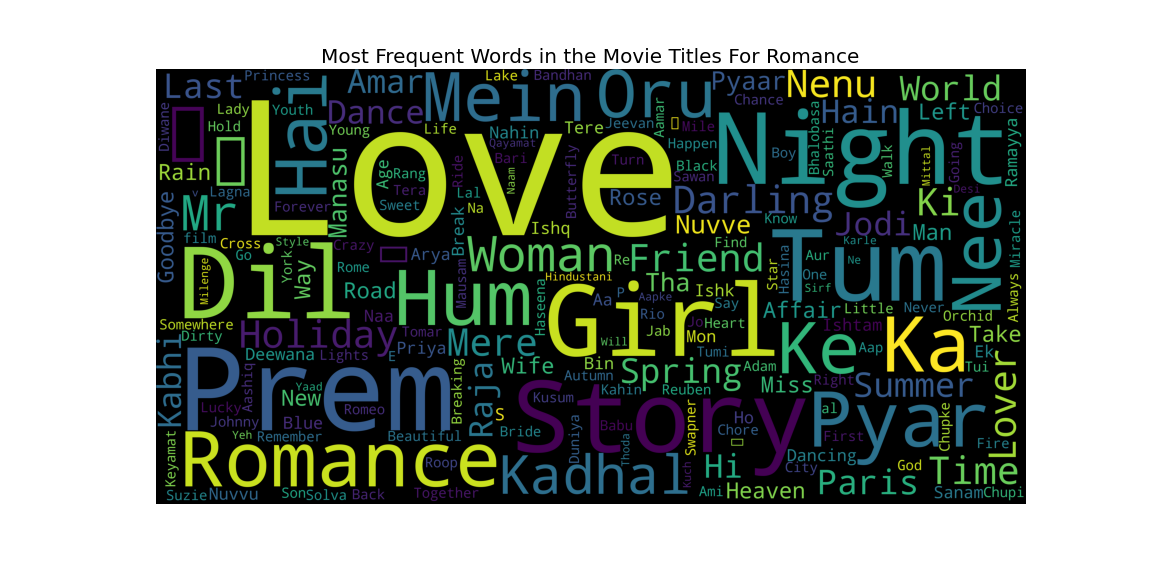 Most Frequent Words in the Movie Titles For Romance
Last Princess Amar Lake Bandhan Pyaar Nenu World
Lady Youth Hai Dance Mein Oru Chance Hain Left Choice
Diwane Hold Young Life Nahin Tere Jeevan Aamar Mile Night Bhalobasa Saathi Ramayya
Love Qayamat Happen Boy Walk Mittal Going
Rain Age Rang Bari Turn Black Sawan Desi
Lagna Tera Ride Naam Butterfly Rose Darling Ki
v Mr Forever Sweet Manasu Lal Na Know Jodi Man Nee Miracle
Goodbye film Cross Style Crazy Break Ishq Nuvve Find Karle
Go York Arya Woman Re Friend Star Hasina Aur Tum Ne
Dil Milenge Way Rome Mausam Hindustani Tha Ishk One Sirf Always
Road Hum Haseena Aa P Aapke Say Affair Little Never Orchid
Somewhere Naa Girl Rio Jo Heart Ishtam Take
Dirty Holiday Tomar Mere Will Jab Mon Ke Ka
Kabhi Deewana Lights E Priya Wife Bin Tumi Adam Aap Ek Tui
Aashiq Yaad Raja Autumn Spring Miss Right Summer Lover
Prem Lucky New Romeo Breaking Kusum Kahin Reuben al
Johnny Blue S Story Babu Swapner Ho Pyar
Keyamat Yeh Remember Beautiful Bride Duniya Thoda Chore First Chupke Fire
Romance Roop Kadhal Kuch Hi Dancing City God Time
Suzie Nuvvu Son Solva Back Together Ami Heaven Paris Sanam Chupi